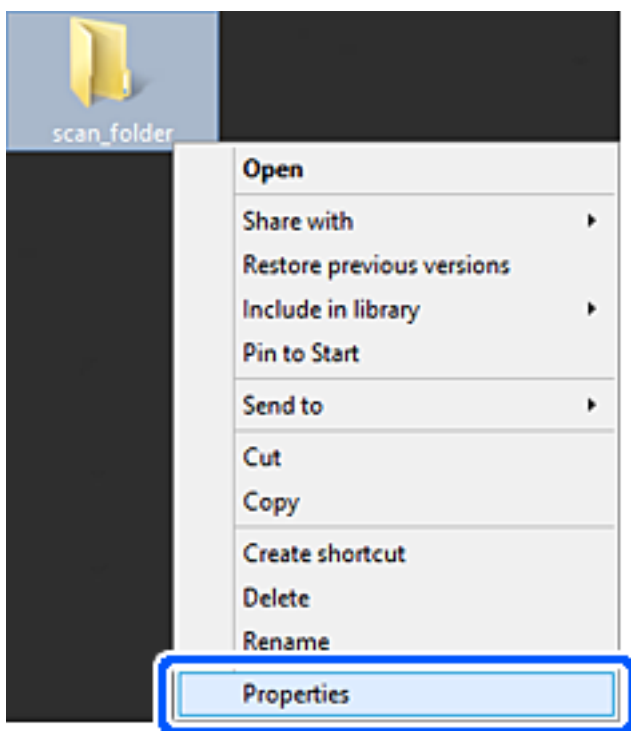 scan_folder
Open
Share with
Restore previous versions
Include in library
Pin to Start
Send to
Cut
Copy
Create shortcut
Delete
Rename
Properties